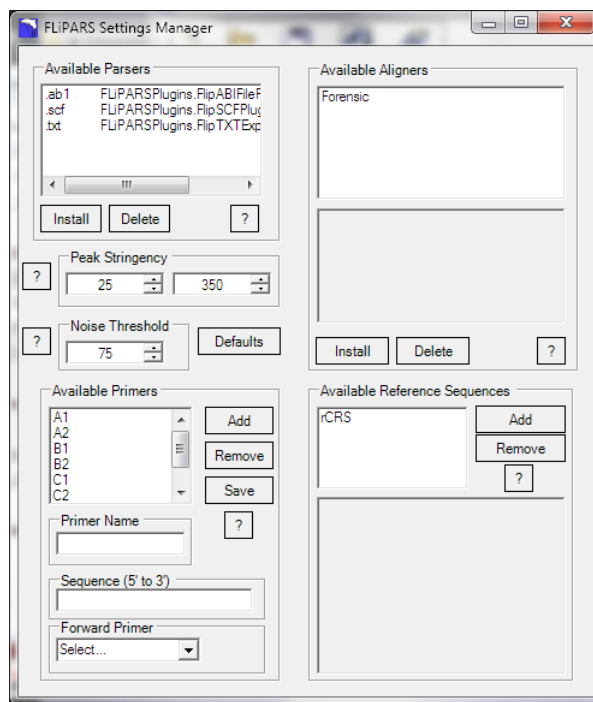 FLiPARS Settings Manager
Available Parsers
.ab1 FLiPARSPlugins.FlipABIFileF
.scf FLiPARSPlugins.FlipSCFPlug
.txt FLiPARSPlugins.FlipTXTExp
Install Delete ?
Peak Stringency
? 25 350
Noise Threshold
? 75 Defaults
Available Primers
A1
A2
B1
B2
C1
C2
Add
Remove
Save
?
Primer Name
Sequence (5' to 3')
Forward Primer
Select...
Available Aligners
Forensic
Install Delete ?
Available Reference Sequences
rCRS
Add
Remove
?